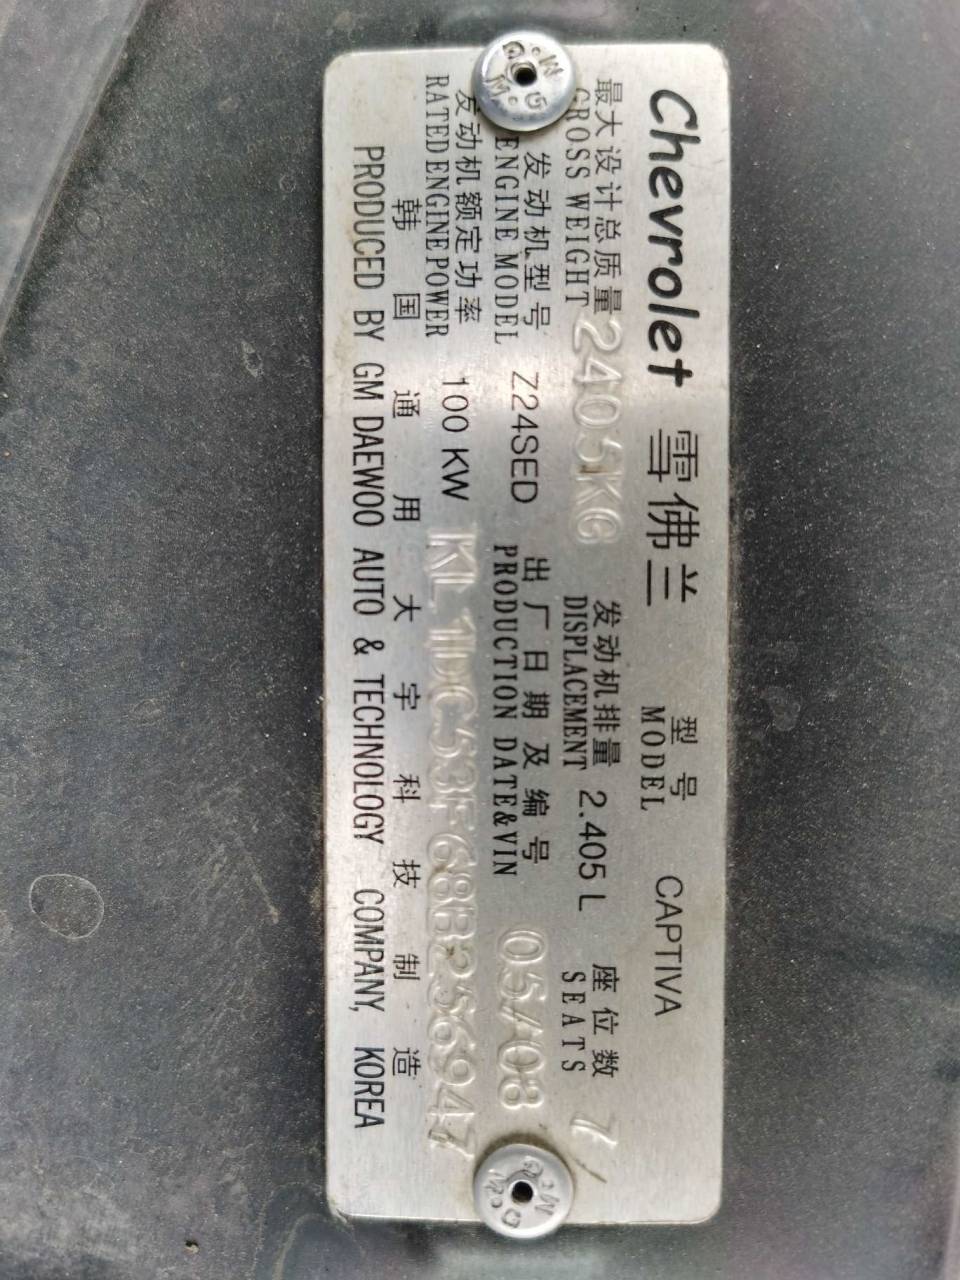 Chevrolet 雪佛兰 型号 CAPTIVA
MODEL
最大设计总质量 2405KG 发动机排量 2.405 L 座位数 7
GROSS WEIGHT DISPLACEMENT SEATS
发动机型号 Z24SED 出厂日期及编号 05/08
ENGINE MODEL PRODUCTION DATE&VIN
发动机额定功率 100 KW KL1DC53F68B256947
RATED ENGINE POWER
韩国通用大宇科技制造
PRODUCED BY GM DAEWOO AUTO & TECHNOLOGY COMPANY, KOREA